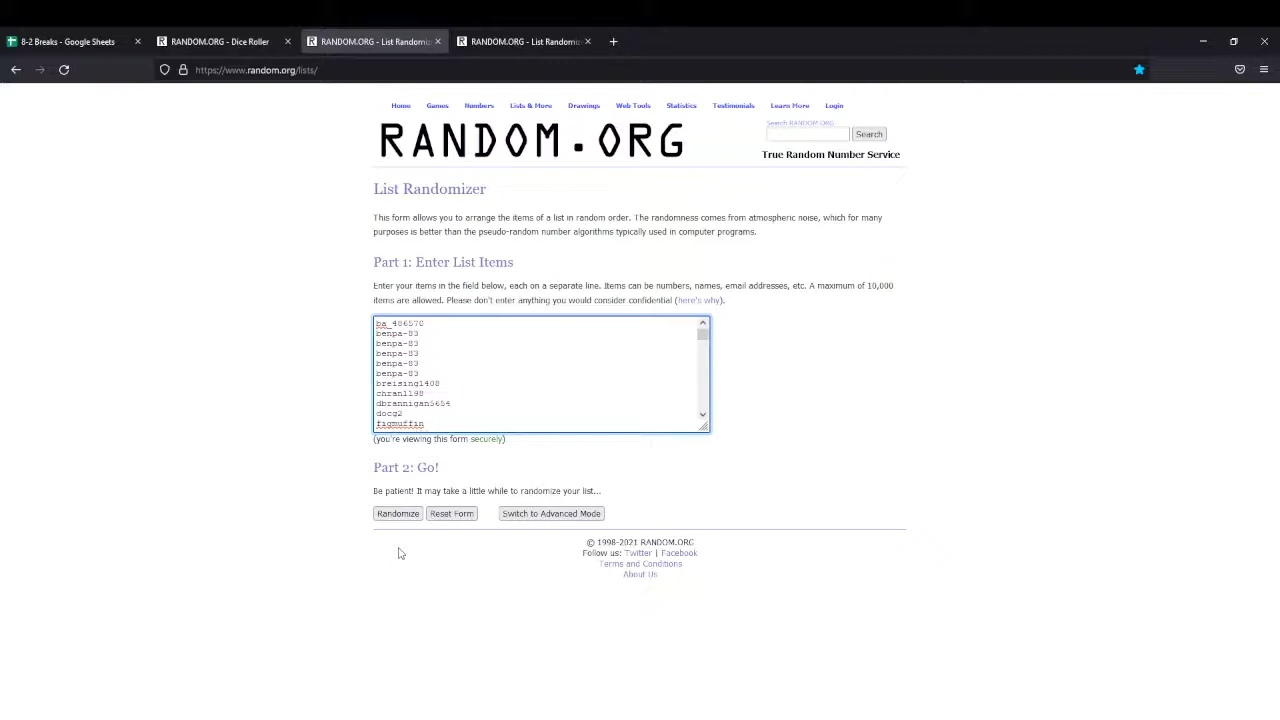 8-2 Breaks - Google Sheets
RANDOM.ORG - Dice Roller
RANDOM.ORG - List Randomiz
RANDOM.ORG - List Randomiz
https://www.random.org/lists/
Home Games Numbers Lists & More Drawings Web Tools Statistics Testimonials Learn More Login
RANDOM.ORG
Search RANDOM.ORG
Search
True Random Number Service
List Randomizer
This form allows you to arrange the items of a list in random order. The randomness comes from atmospheric noise, which for many
purposes is better than the pseudo-random number algorithms typically used in computer programs.
Part 1: Enter List Items
Enter your items in the field below, each on a separate line. Items can be numbers, names, email addresses, etc. A maximum of 10,000
items are allowed. Please don't enter anything you would consider confidential (here's why).
ba_486570
benpa-83
benpa-83
benpa-83
benpa-83
benpa-83
breising1408
chran1198
dbrannigan5654
docg2
figmuffin
(you're viewing this form securely)
Part 2: Go!
Be patient! It may take a little while to randomize your list...
Randomize Reset Form Switch to Advanced Mode
© 1998-2021 RANDOM.ORG
Follow us: Twitter | Facebook
Terms and Conditions
About Us